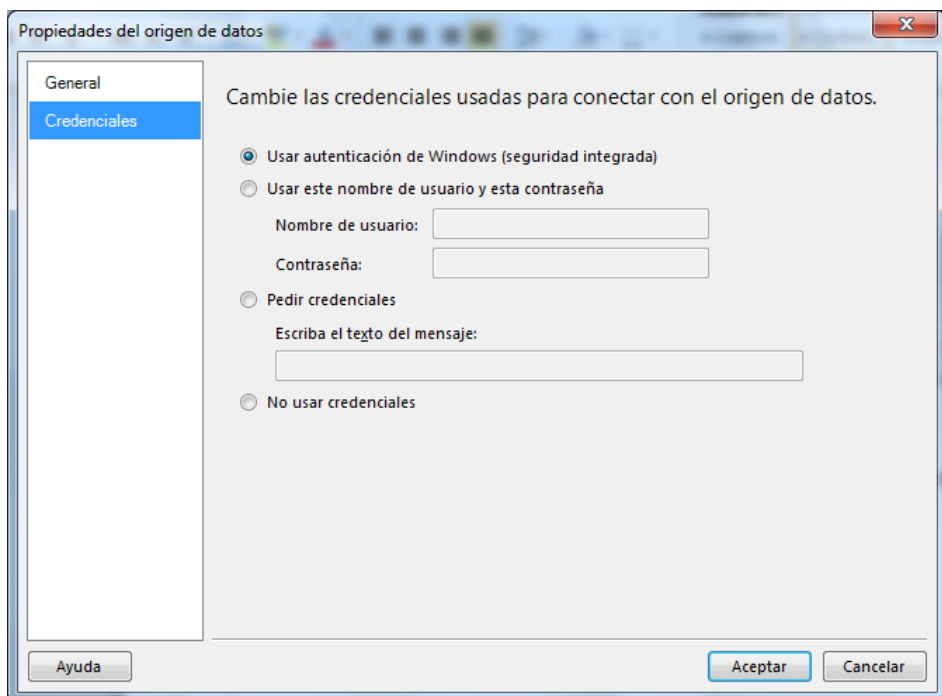 Propiedades del origen de datos
General
Credenciales
Cambie las credenciales usadas para conectar con el origen de datos.
Usar autenticación de Windows (seguridad integrada)
Usar este nombre de usuario y esta contraseña
Nombre de usuario:
Contraseña:
Pedir credenciales
Escriba el texto del mensaje:
No usar credenciales
Ayuda
Aceptar
Cancelar